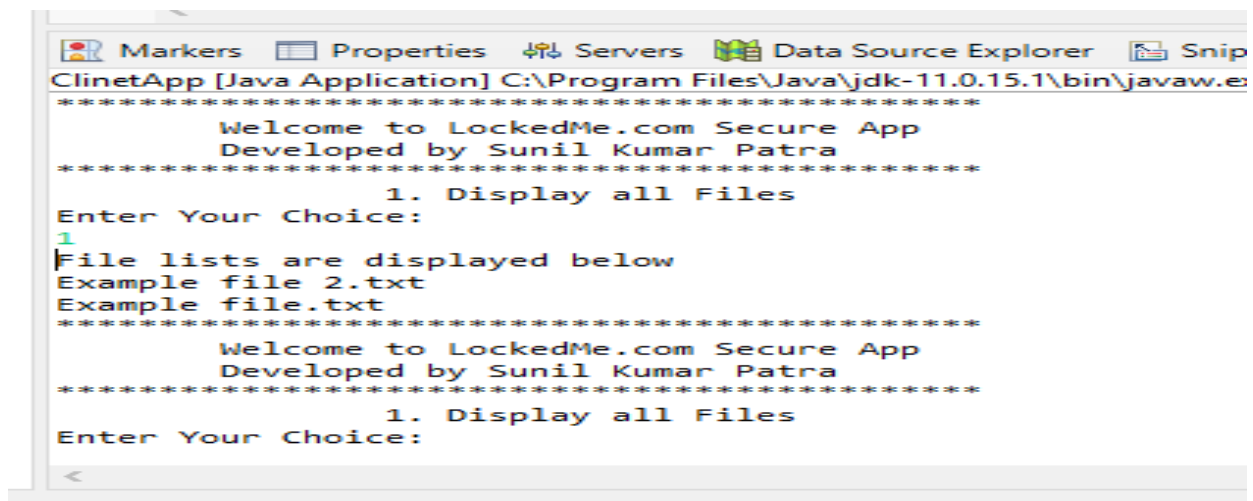 Markers Properties Servers Data Source Explorer Snip
ClinetApp [Java Application] C:\Program Files\Java\jdk-11.0.15.1\bin\javaw.ex
*********************************************
Welcome to LockedMe.com Secure App
Developed by Sunil Kumar Patra
*********************************************
1. Display all Files
Enter Your Choice:
1
File lists are displayed below
Example file 2.txt
Example file.txt
*********************************************
Welcome to LockedMe.com Secure App
Developed by Sunil Kumar Patra
*********************************************
1. Display all Files
Enter Your Choice: